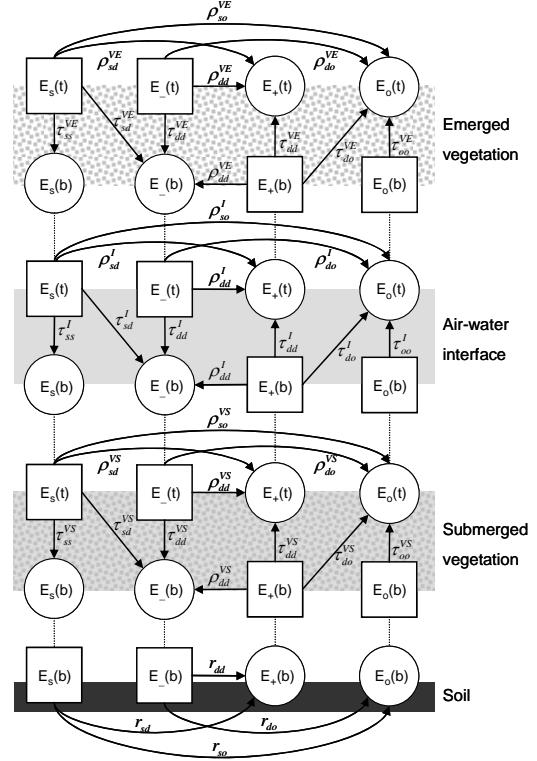 ρ_so^VE
ρ_sd^VE ρ_do^VE
E_s(t) E_–(t) ρ_dd^VE E_+(t) E_o(t)
τ_ss^VE τ_sd^VE τ_dd^VE τ_dd^VE τ_do^VE τ_oo^VE
Emerged
vegetation
ρ_dd^VE
E_s(b) E_–(b) E_+(b) E_o(b)
ρ_so^I
ρ_sd^I ρ_do^I
E_s(t) E_–(t) ρ_dd^I E_+(t) E_o(t)
τ_ss^I τ_sd^I τ_dd^I τ_dd^I τ_do^I τ_oo^I
Air-water
interface
ρ_dd^I
E_s(b) E_–(b) E_+(b) E_o(b)
ρ_so^VS
ρ_sd^VS ρ_do^VS
E_s(t) E_–(t) ρ_dd^VS E_+(t) E_o(t)
τ_ss^VS τ_sd^VS τ_dd^VS τ_dd^VS τ_do^VS τ_oo^VS
Submerged
vegetation
ρ_dd^VS
E_s(b) E_–(b) E_+(b) E_o(b)
r_dd
E_s(b) E_–(b) E_+(b) E_o(b)
Soil
r_sd r_do
r_so